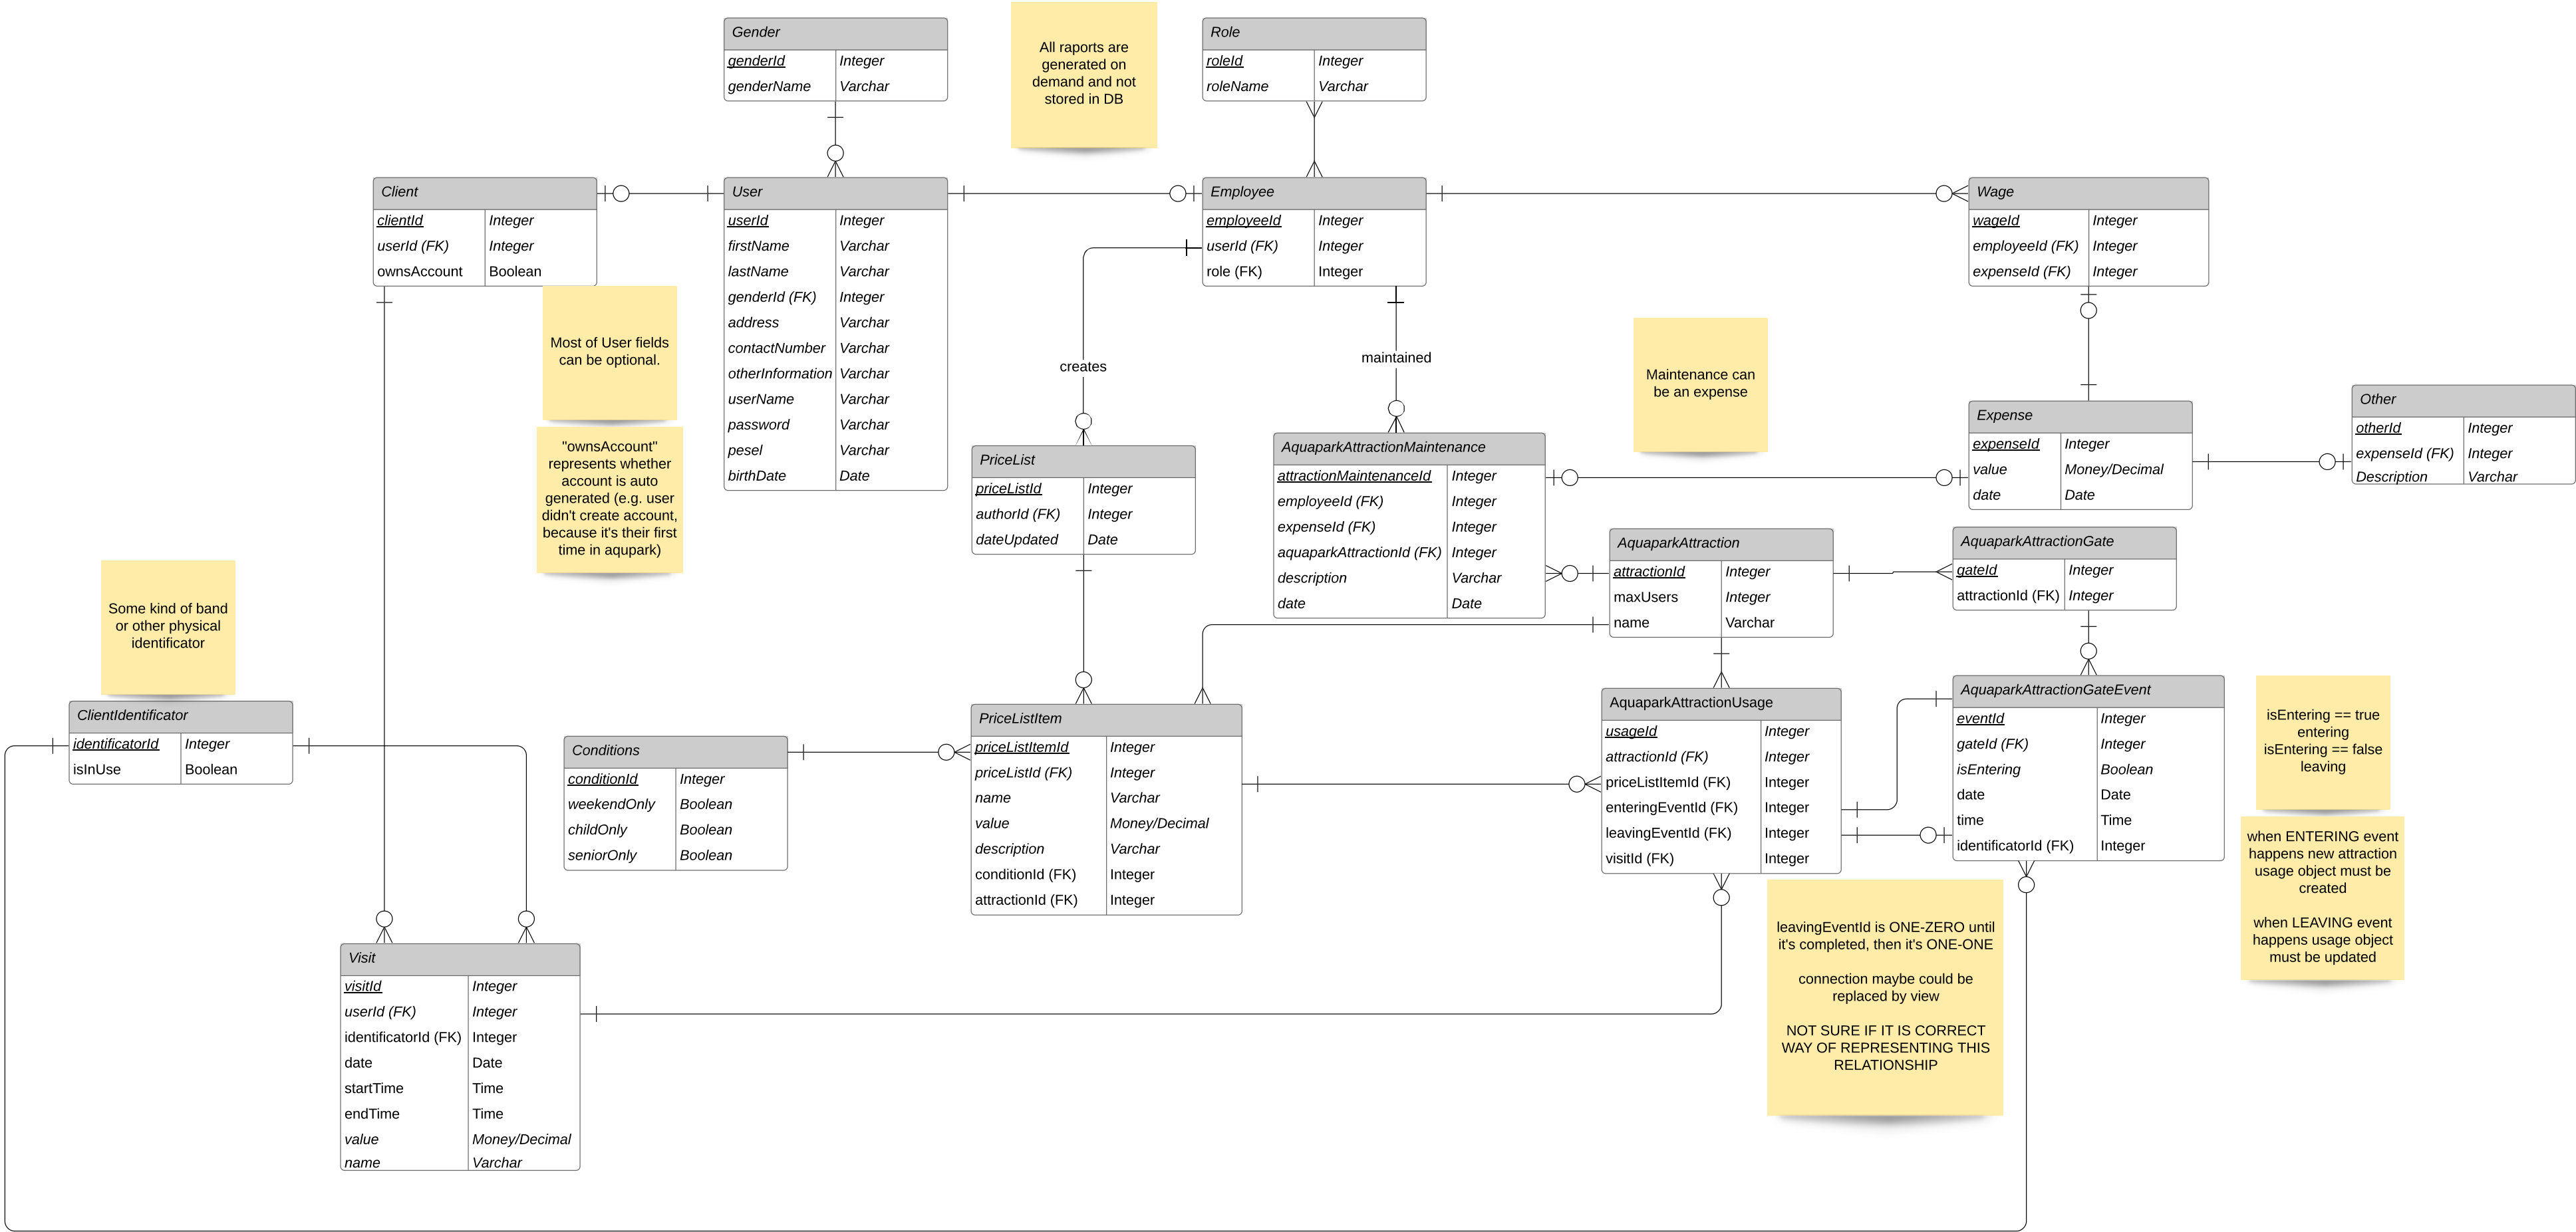 Gender
genderId Integer
genderName Varchar
All raports are
generated on
demand and not
stored in DB
Role
roleId Integer
roleName Varchar
Client
clientId Integer
userId (FK) Integer
ownsAccount Boolean
User
userId Integer
firstName Varchar
lastName Varchar
genderId (FK) Integer
address Varchar
contactNumber Varchar
otherInformation Varchar
userName Varchar
password Varchar
pesel Varchar
birthDate Date
Employee
employeeId Integer
userId (FK) Integer
role (FK) Integer
Wage
wageId Integer
employeeId (FK) Integer
expenseId (FK) Integer
Most of User fields
can be optional.
"ownsAccount"
represents whether
account is auto
generated (e.g. user
didn't create account,
because it's their first
time in aqupark)
creates
maintained
Maintenance can
be an expense
PriceList
priceListId Integer
authorId (FK) Integer
dateUpdated Date
AquaparkAttractionMaintenance
attractionMaintenanceId Integer
employeeId (FK) Integer
expenseId (FK) Integer
aquaparkAttractionId (FK) Integer
description Varchar
date Date
Expense
expenseId Integer
value Money/Decimal
date Date
Other
otherId Integer
expenseId (FK) Integer
Description Varchar
AquaparkAttraction
attractionId Integer
maxUsers Integer
name Varchar
AquaparkAttractionGate
gateId Integer
attractionId (FK) Integer
Some kind of band
or other physical
identificator
ClientIdentificator
identificatorId Integer
isInUse Boolean
Conditions
conditionId Integer
weekendOnly Boolean
childOnly Boolean
seniorOnly Boolean
PriceListItem
priceListItemId Integer
priceListId (FK) Integer
name Varchar
value Money/Decimal
description Varchar
conditionId (FK) Integer
attractionId (FK) Integer
AquaparkAttractionUsage
usageId Integer
attractionId (FK) Integer
priceListItemId (FK) Integer
enteringEventId (FK) Integer
leavingEventId (FK) Integer
visitId (FK) Integer
AquaparkAttractionGateEvent
eventId Integer
gateId (FK) Integer
isEntering Boolean
date Date
time Time
identificatorId (FK) Integer
isEntering == true
entering
isEntering == false
leaving
when ENTERING event
happens new attraction
usage object must be
created
when LEAVING event
happens usage object
must be updated
leavingEventId is ONE-ZERO until
it's completed, then it's ONE-ONE
connection maybe could be
replaced by view
NOT SURE IF IT IS CORRECT
WAY OF REPRESENTING THIS
RELATIONSHIP
Visit
visitId Integer
userId (FK) Integer
identificatorId (FK) Integer
date Date
startTime Time
endTime Time
value Money/Decimal
name Varchar